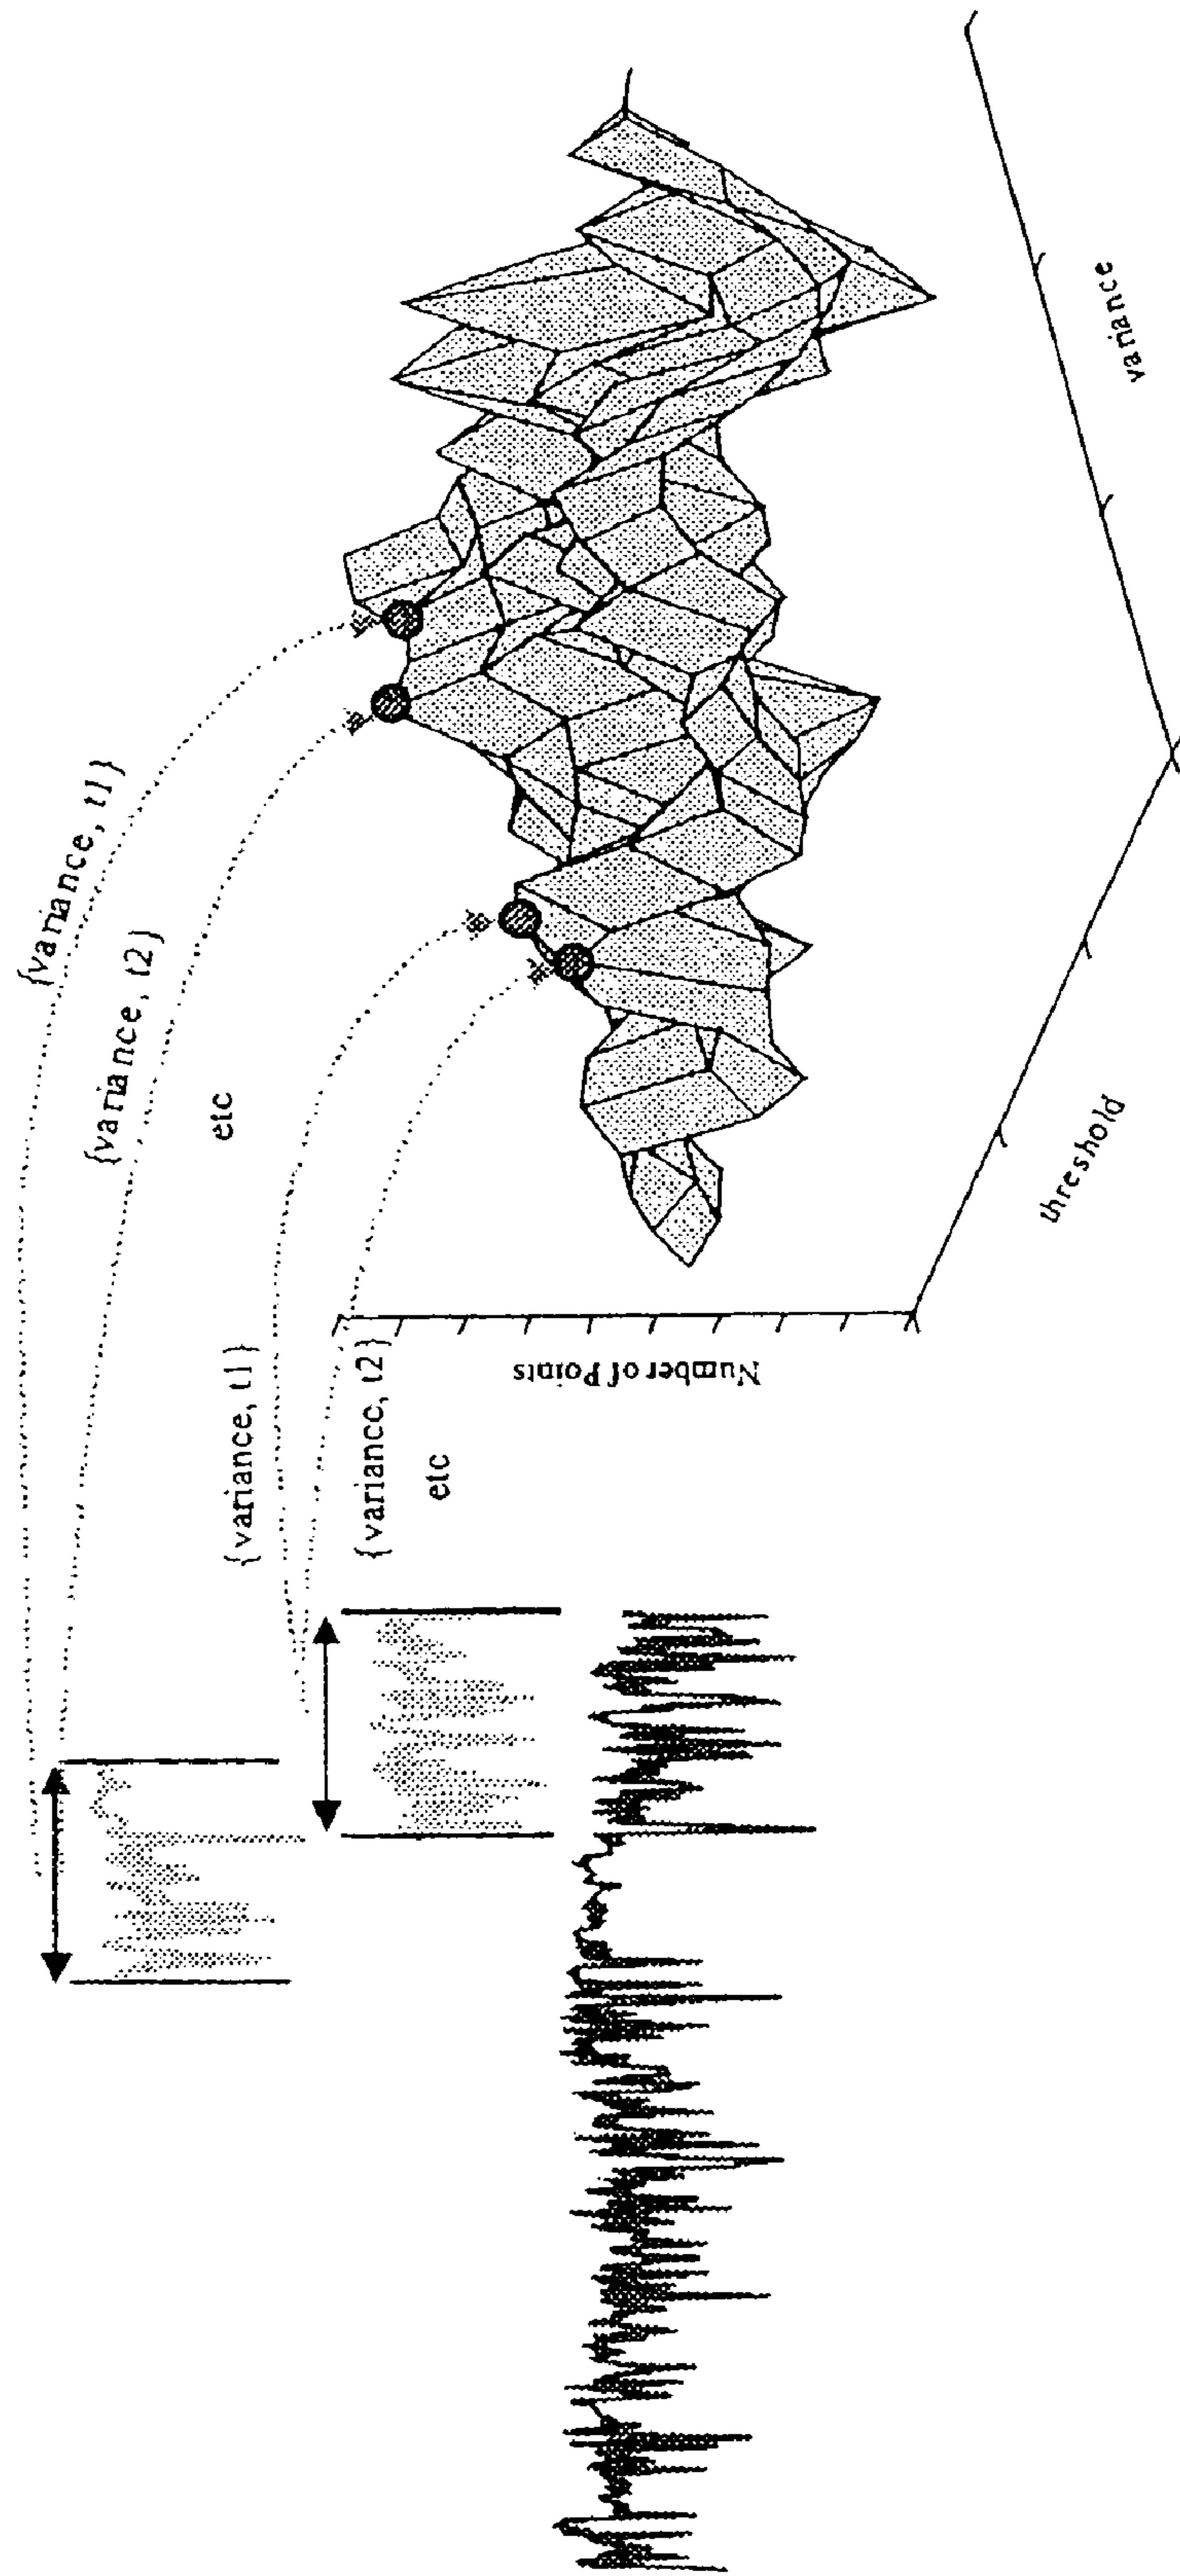 {variance, t1}
{variance, t2}
etc
{variance, t1}
{variance, t2}
etc
Number of Points
threshold
variance